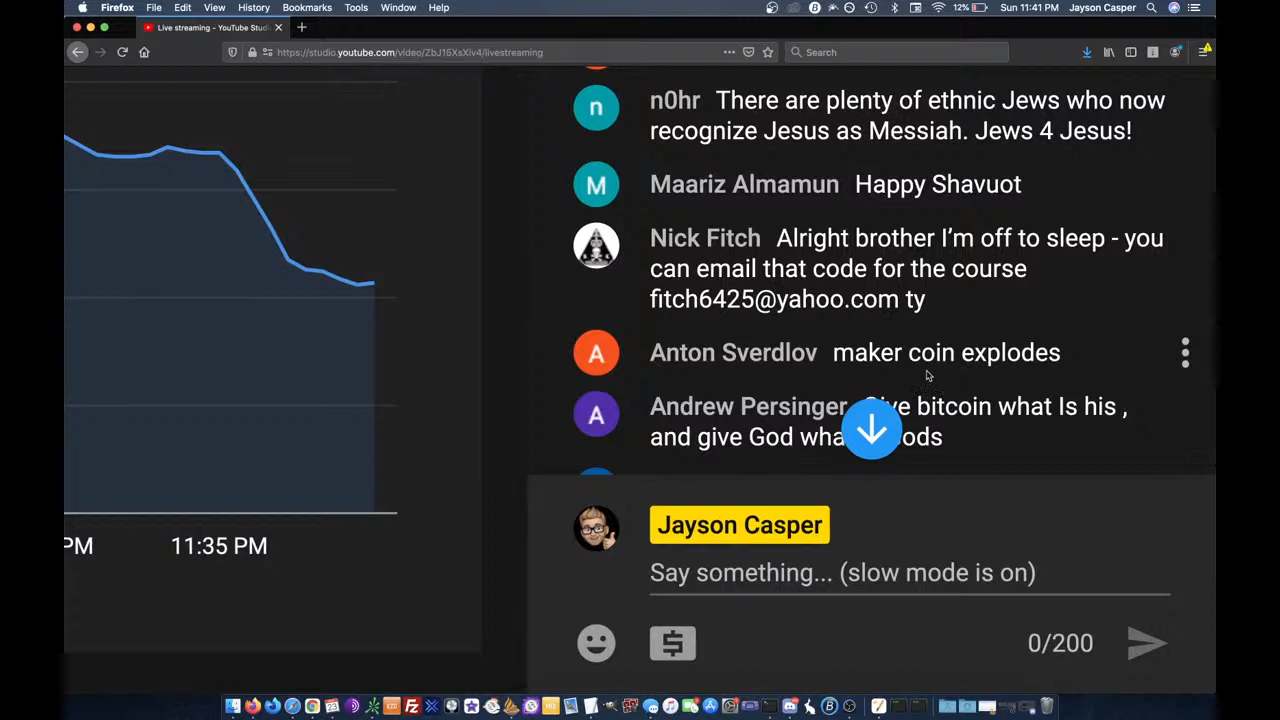 Firefox File Edit View History Bookmarks Tools Window Help 12% Sun 11:41 PM Jayson Casper
Live streaming - YouTube Studi
https://studio.youtube.com/video/ZbJ15XsXiv4/livestreaming
Search
n n0hr There are plenty of ethnic Jews who now
recognize Jesus as Messiah. Jews 4 Jesus!
M Maariz Almamun Happy Shavuot
Nick Fitch Alright brother I’m off to sleep - you
can email that code for the course
fitch6425@yahoo.com ty
A Anton Sverdlov maker coin explodes
A Andrew Persinger bitcoin what Is his ,
and give God
Jayson Casper
PM 11:35 PM
Say something... (slow mode is on)
0/200